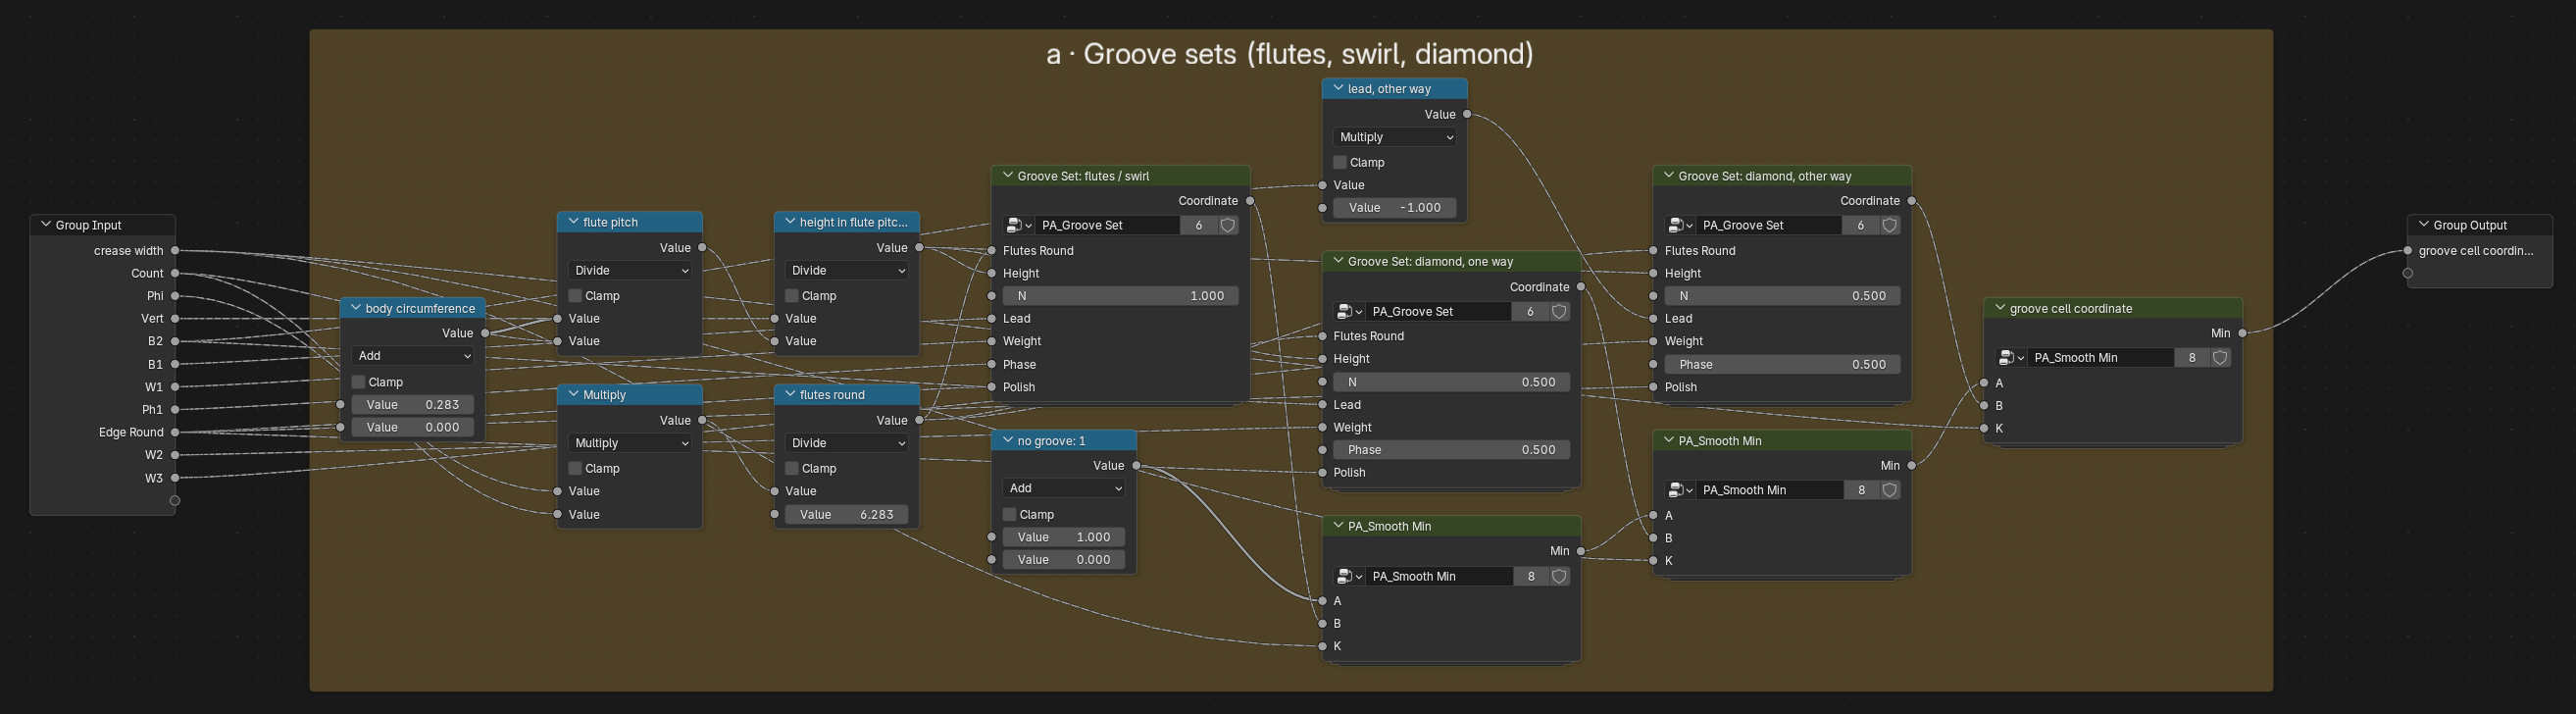 a · Groove sets (flutes, swirl, diamond)
Group Input
crease width
Count
Phi
Vert
B2
B1
W1
Ph1
Edge Round
W2
W3
body circumference
Value
Add
Clamp
Value 0.283
Value 0.000
flute pitch
Value
Divide
Clamp
Value
Value
Multiply
Value
Multiply
Clamp
Value
Value
height in flute pitc...
Value
Divide
Clamp
Value
Value
flutes round
Value
Divide
Clamp
Value
Value 6.283
Groove Set: flutes / swirl
Coordinate
PA_Groove Set 6
Flutes Round
Height
N 1.000
Lead
Weight
Phase
Polish
no groove: 1
Value
Add
Clamp
Value 1.000
Value 0.000
lead, other way
Value
Multiply
Clamp
Value
Value -1.000
Groove Set: diamond, one way
Coordinate
PA_Groove Set 6
Flutes Round
Height
N 0.500
Lead
Weight
Phase 0.500
Polish
PA_Smooth Min
Min
PA_Smooth Min 8
A
B
K
Groove Set: diamond, other way
Coordinate
PA_Groove Set 6
Flutes Round
Height
N 0.500
Lead
Weight
Phase 0.500
Polish
PA_Smooth Min
Min
PA_Smooth Min 8
A
B
K
groove cell coordinate
Min
PA_Smooth Min 8
A
B
K
Group Output
groove cell coordin...